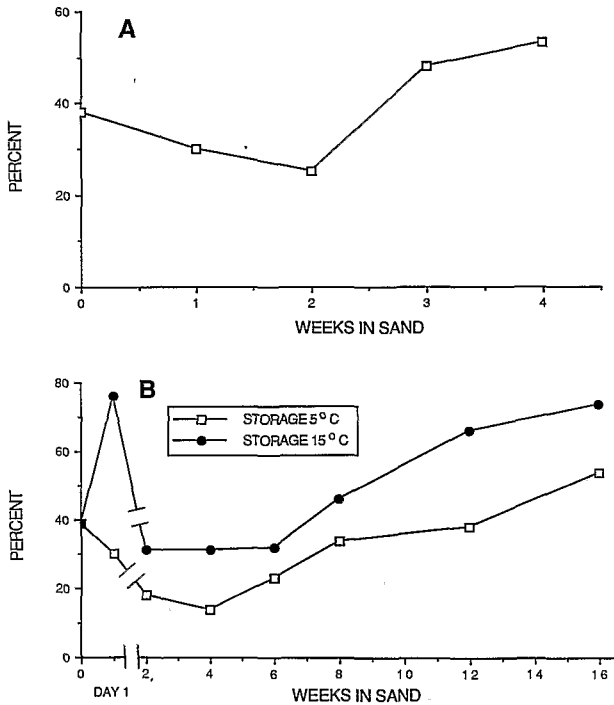 A
60
40
20
0
PERCENT
0 1 2 3 4
WEEKS IN SAND
B
80
60
40
20
0
PERCENT
STORAGE 5° C
STORAGE 15° C
0 2, 4 6 8 10 12 14 16
DAY 1
WEEKS IN SAND